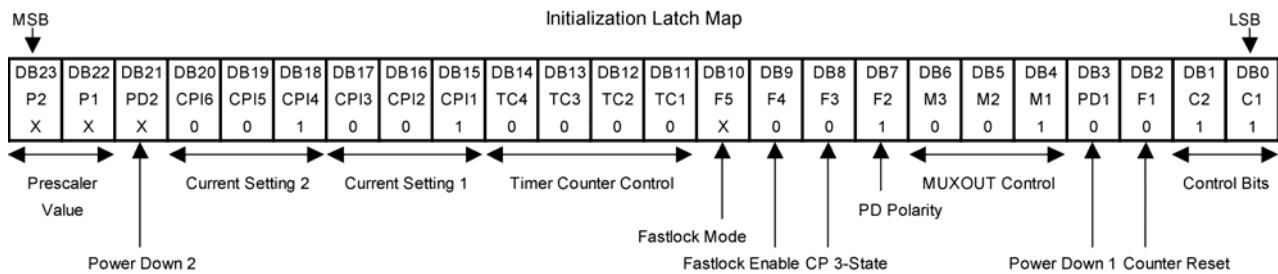 MSB Initialization Latch Map LSB
DB23 DB22 DB21 DB20 DB19 DB18 DB17 DB16 DB15 DB14 DB13 DB12 DB11 DB10 DB9 DB8 DB7 DB6 DB5 DB4 DB3 DB2 DB1 DB0
P2 P1 PD2 CPI6 CPI5 CPI4 CPI3 CPI2 CPI1 TC4 TC3 TC2 TC1 F5 F4 F3 F2 M3 M2 M1 PD1 F1 C2 C1
X X X 0 0 1 0 0 1 0 0 0 0 X 0 0 1 0 0 1 0 0 1 1
Prescaler Current Setting 2 Current Setting 1 Timer Counter Control MUXOUT Control Control Bits
Value PD Polarity
Fastlock Mode
Power Down 2 Fastlock Enable CP 3-State Power Down 1 Counter Reset